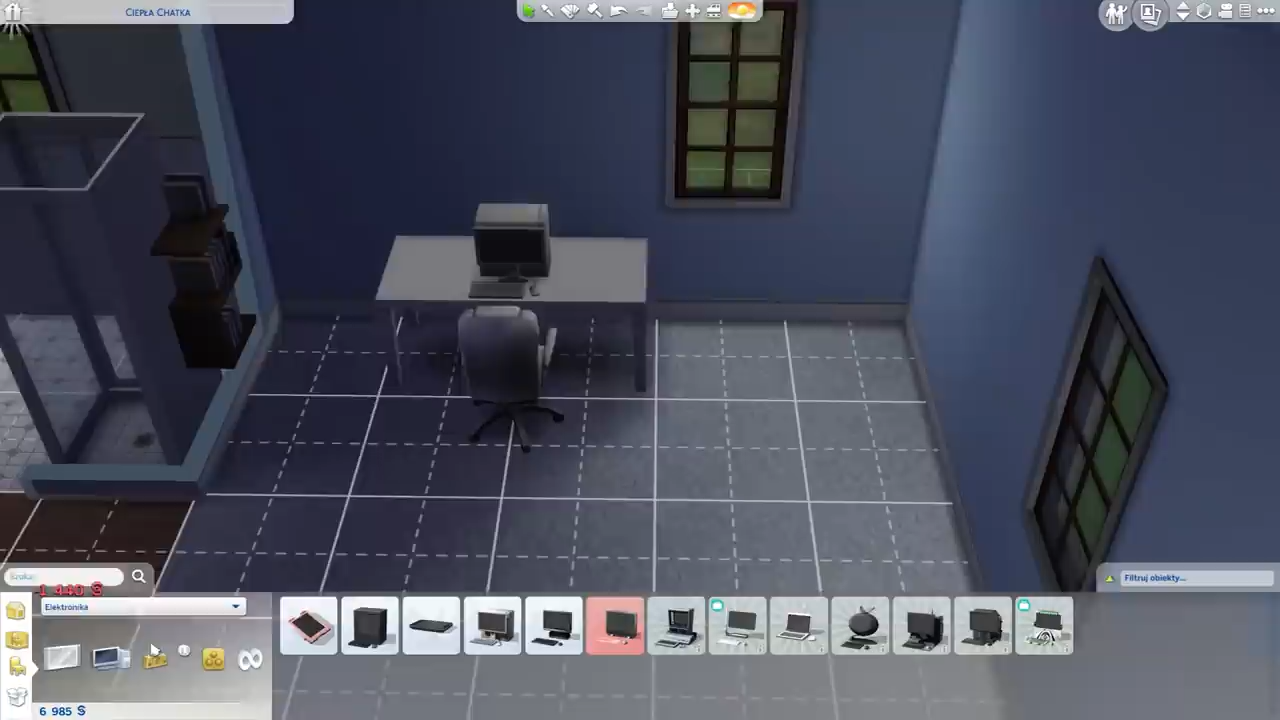 CIEPŁA CHATKA
Szukaj
Filtruj obiekty...
1 440 §
Elektronika
6 985 §